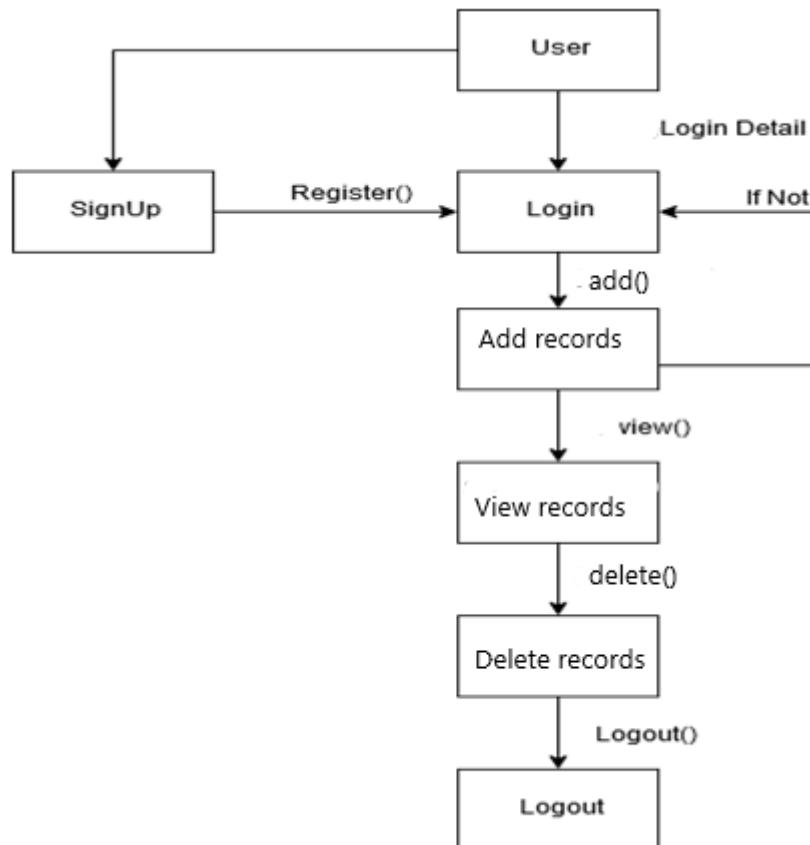 User
Login Detail
SignUp
Register()
Login
If Not
add()
Add records
view()
View records
delete()
Delete records
Logout()
Logout